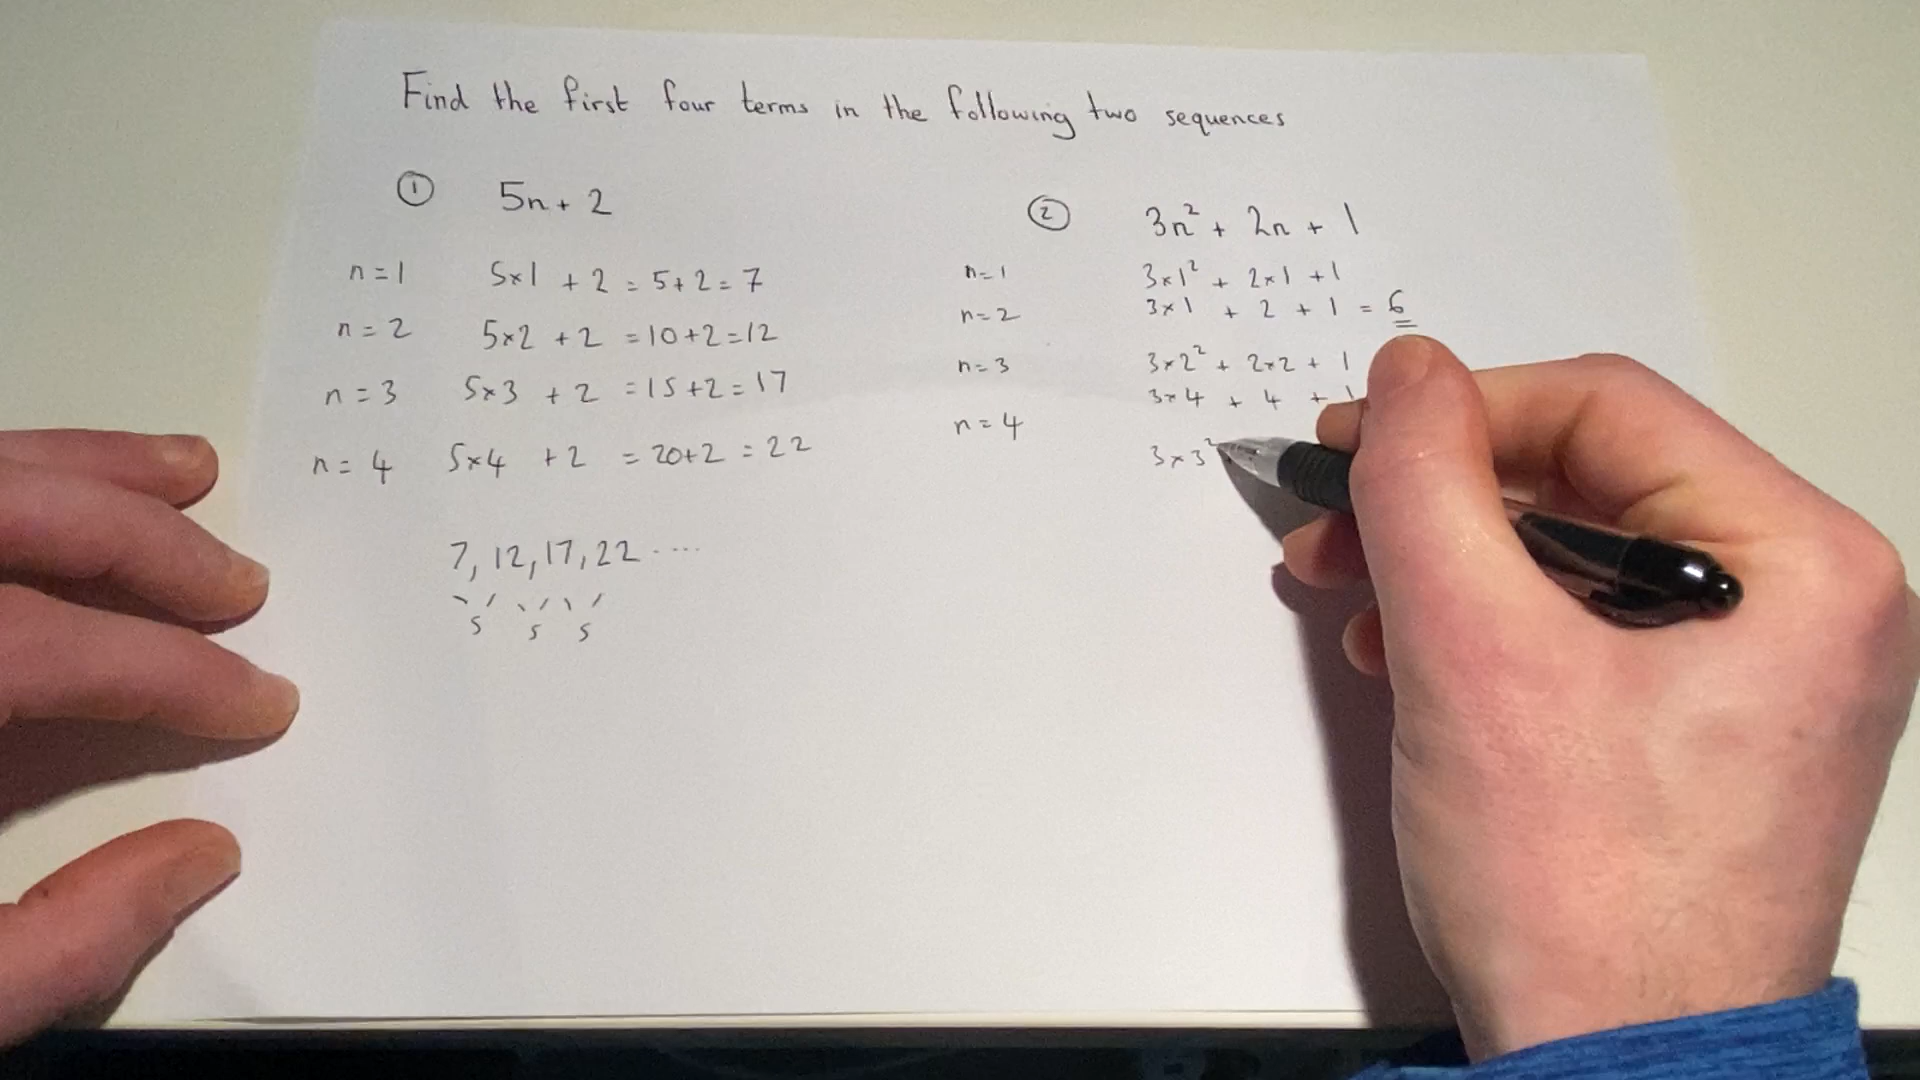 Find the first four terms in the following two sequences
① 5n + 2
n = 1 5×1 + 2 = 5+2 = 7
n = 2 5×2 + 2 = 10+2 = 12
n = 3 5×3 + 2 = 15+2 = 17
n = 4 5×4 + 2 = 20+2 = 22
7, 12, 17, 22 .....
5 5 5
② 3n² + 2n + 1
n = 1 3×1² + 2×1 + 1
3×1 + 2 + 1 = 6
n = 2
n = 3 3×2² + 2×2 + 1
3×4 + 4 + 1
n = 4
3×3²